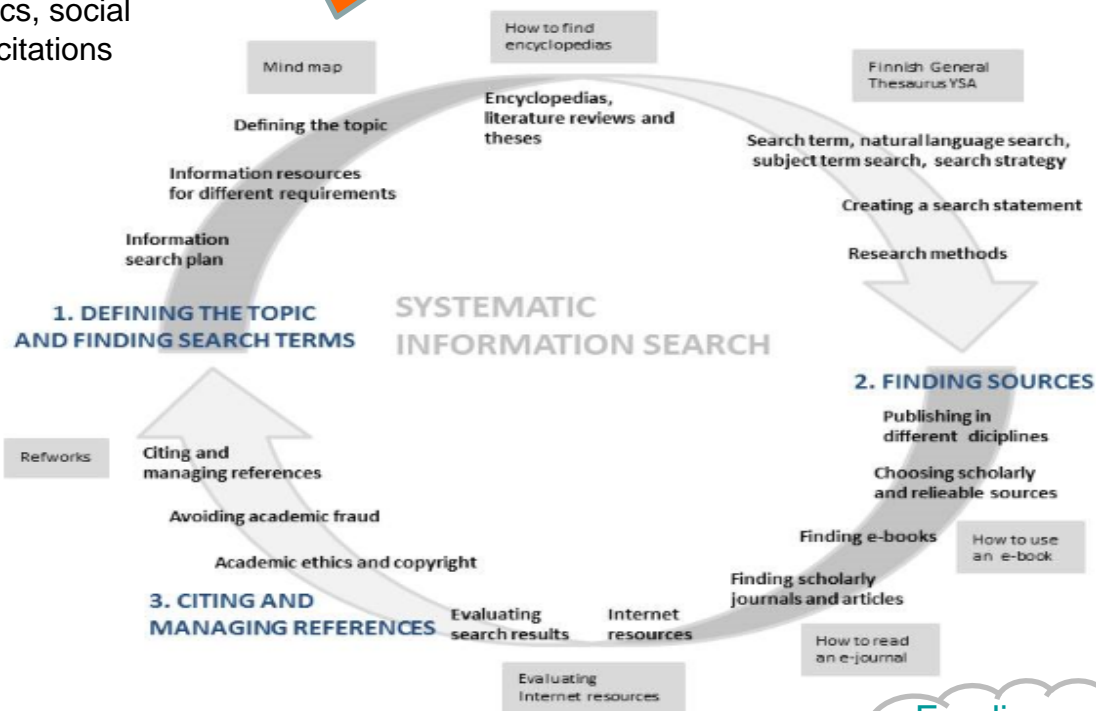 cs, social
citations
How to find
encyclopedias
Mind map
Finnish General
Thesaurus YSA
Encyclopedias,
literature reviews and
theses
Defining the topic
Search term, natural language search,
subject term search, search strategy
Information resources
for different requirements
Creating a search statement
Information
search plan
Research methods
1. DEFINING THE TOPIC
AND FINDING SEARCH TERMS
SYSTEMATIC
INFORMATION SEARCH
2. FINDING SOURCES
Publishing in
different diciplines
Choosing scholarly
and relieable sources
Finding e-books
How to use
an e-book
Finding scholarly
journals and articles
How to read
an e-journal
Internet
resources
Evaluating
search results
Evaluating
Internet resources
3. CITING AND
MANAGING REFERENCES
Academic ethics and copyright
Avoiding academic fraud
Citing and
managing references
Refworks